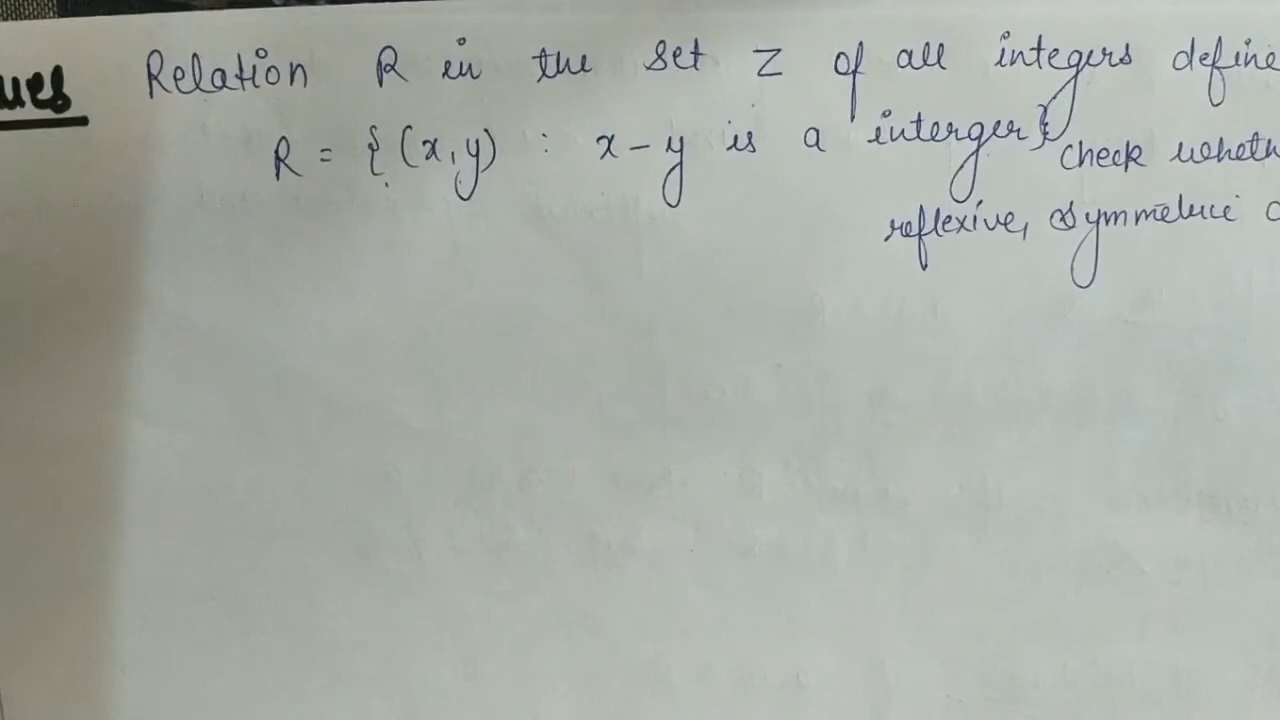 ues Relation R in the set Z of all integers define
R = {(x,y) : x-y is a interger} check wheth
reflexive, symmetric